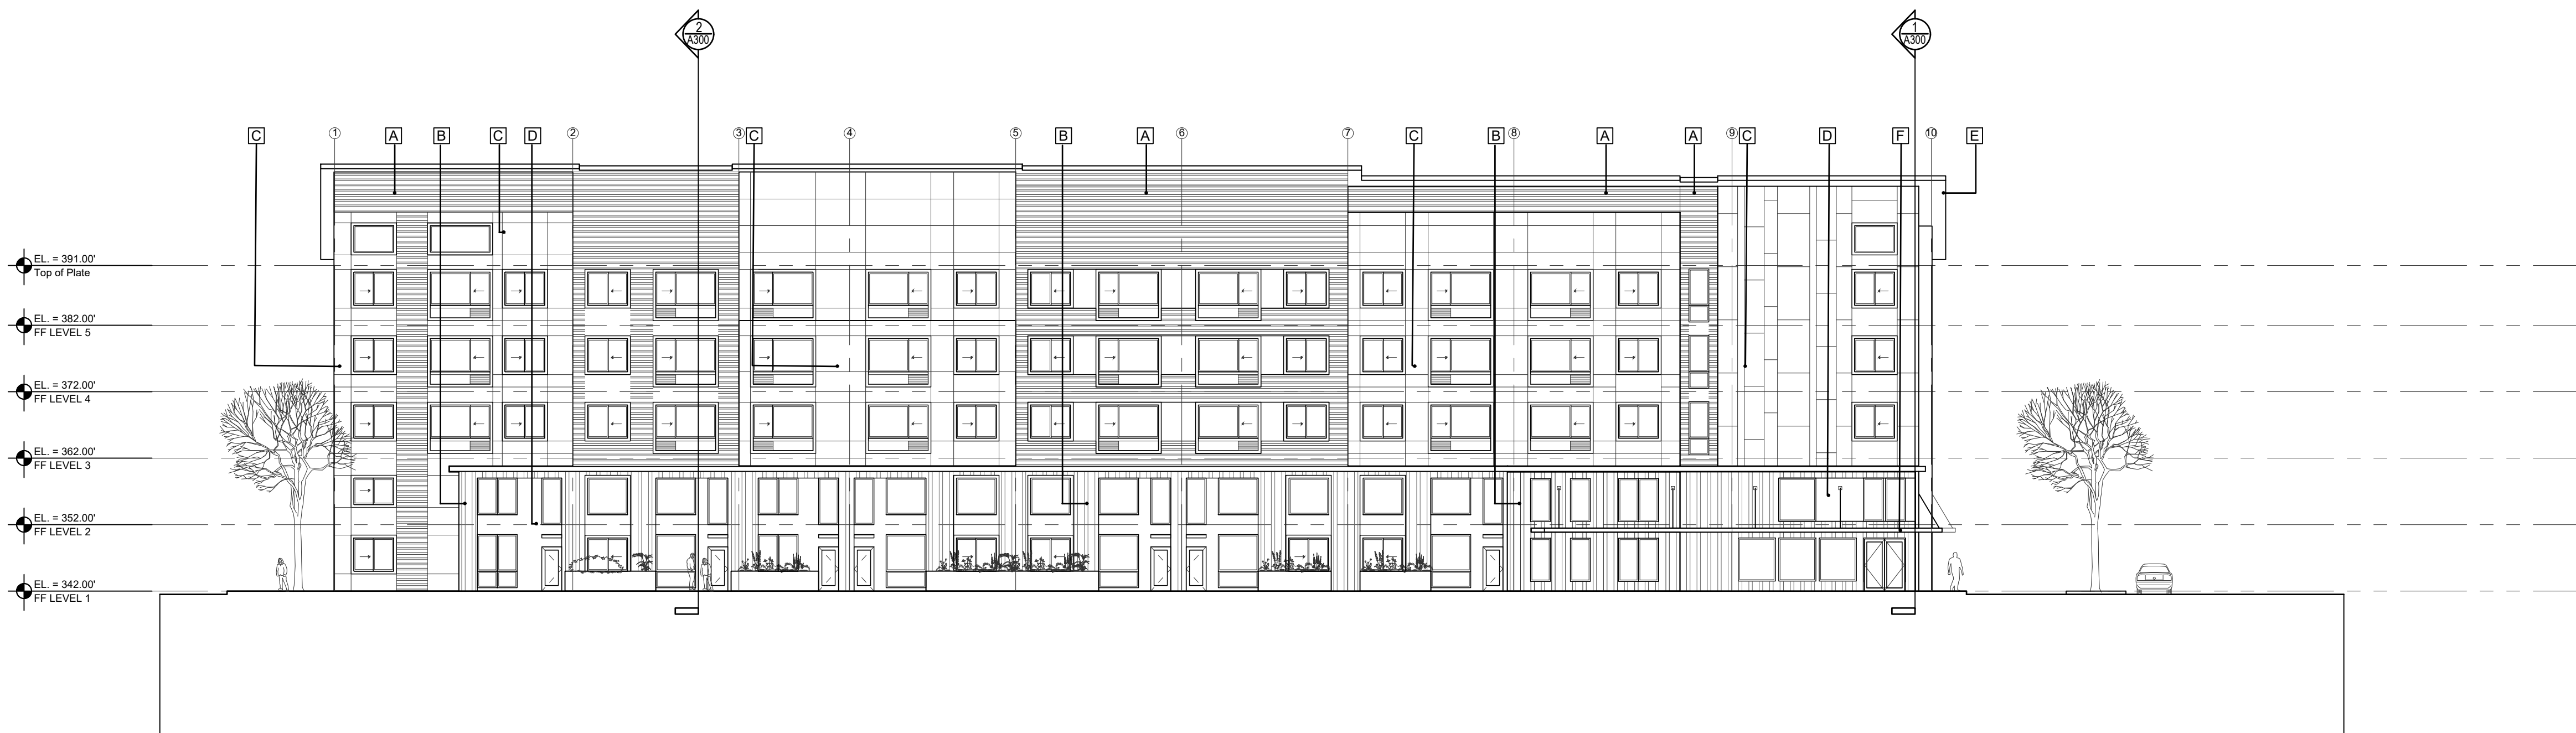 2
A300
1
A300
C
1
A
B
C
D
2
3
C
4
5
B
A
6
7
C
B
8
A
A
9
C
D
F
10
E
EL. = 391.00'
Top of Plate
EL. = 382.00'
FF LEVEL 5
EL. = 372.00'
FF LEVEL 4
EL. = 362.00'
FF LEVEL 3
EL. = 352.00'
FF LEVEL 2
EL. = 342.00'
FF LEVEL 1